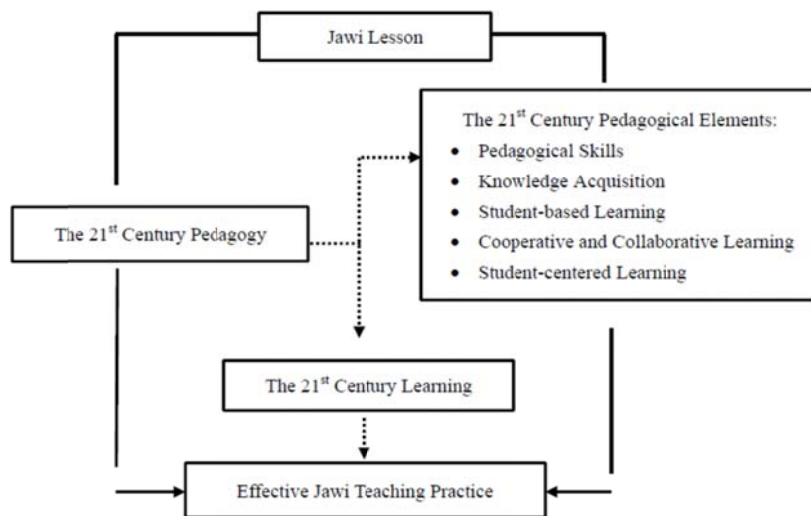 Jawi Lesson
The 21st Century Pedagogical Elements:
• Pedagogical Skills
• Knowledge Acquisition
• Student-based Learning
• Cooperative and Collaborative Learning
• Student-centered Learning
The 21st Century Pedagogy
The 21st Century Learning
Effective Jawi Teaching Practice